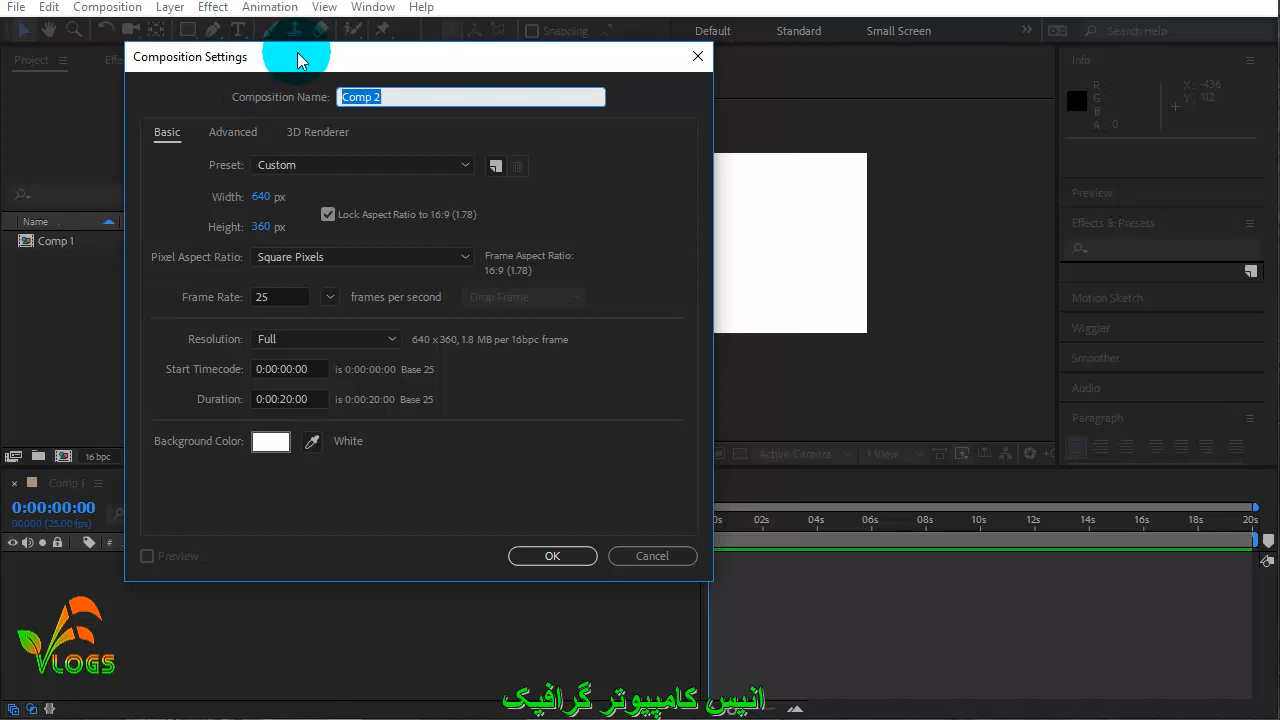 File Edit Composition Layer Effect Animation View Window Help
Snapping Default Standard Small Screen Search Help
Project
Composition Settings
Info
Composition Name: Comp 2
R :
G :
B :
A : 0
X : -436
Basic Advanced 3D Renderer
Preset: Custom
Width: 640 px
Lock Aspect Ratio to 16:9 (1.78)
Height: 360 px
Pixel Aspect Ratio: Square Pixels
Frame Aspect Ratio:
16:9 (1.78)
Frame Rate: 25 frames per second Drop Frame
Resolution: Full 640 x 360, 1.8 MB per 16bpc frame
Start Timecode: 0:00:00:00 is 0:00:00:00 Base 25
Duration: 0:00:20:00 is 0:00:20:00 Base 25
Background Color: White
Preview
OK Cancel
Name
Comp 1
Preview
Effects & Presets
Motion Sketch
Wiggler
Smoother
Audio
Paragraph
16 bpc
Active Camera 1 View
Comp 1
0:00:00:00
00000 (25.00 fps)
#
0s 02s 04s 06s 08s 10s 12s 14s 16s 18s 20s
VLOGS
انیس کامپیوتر گرافیک